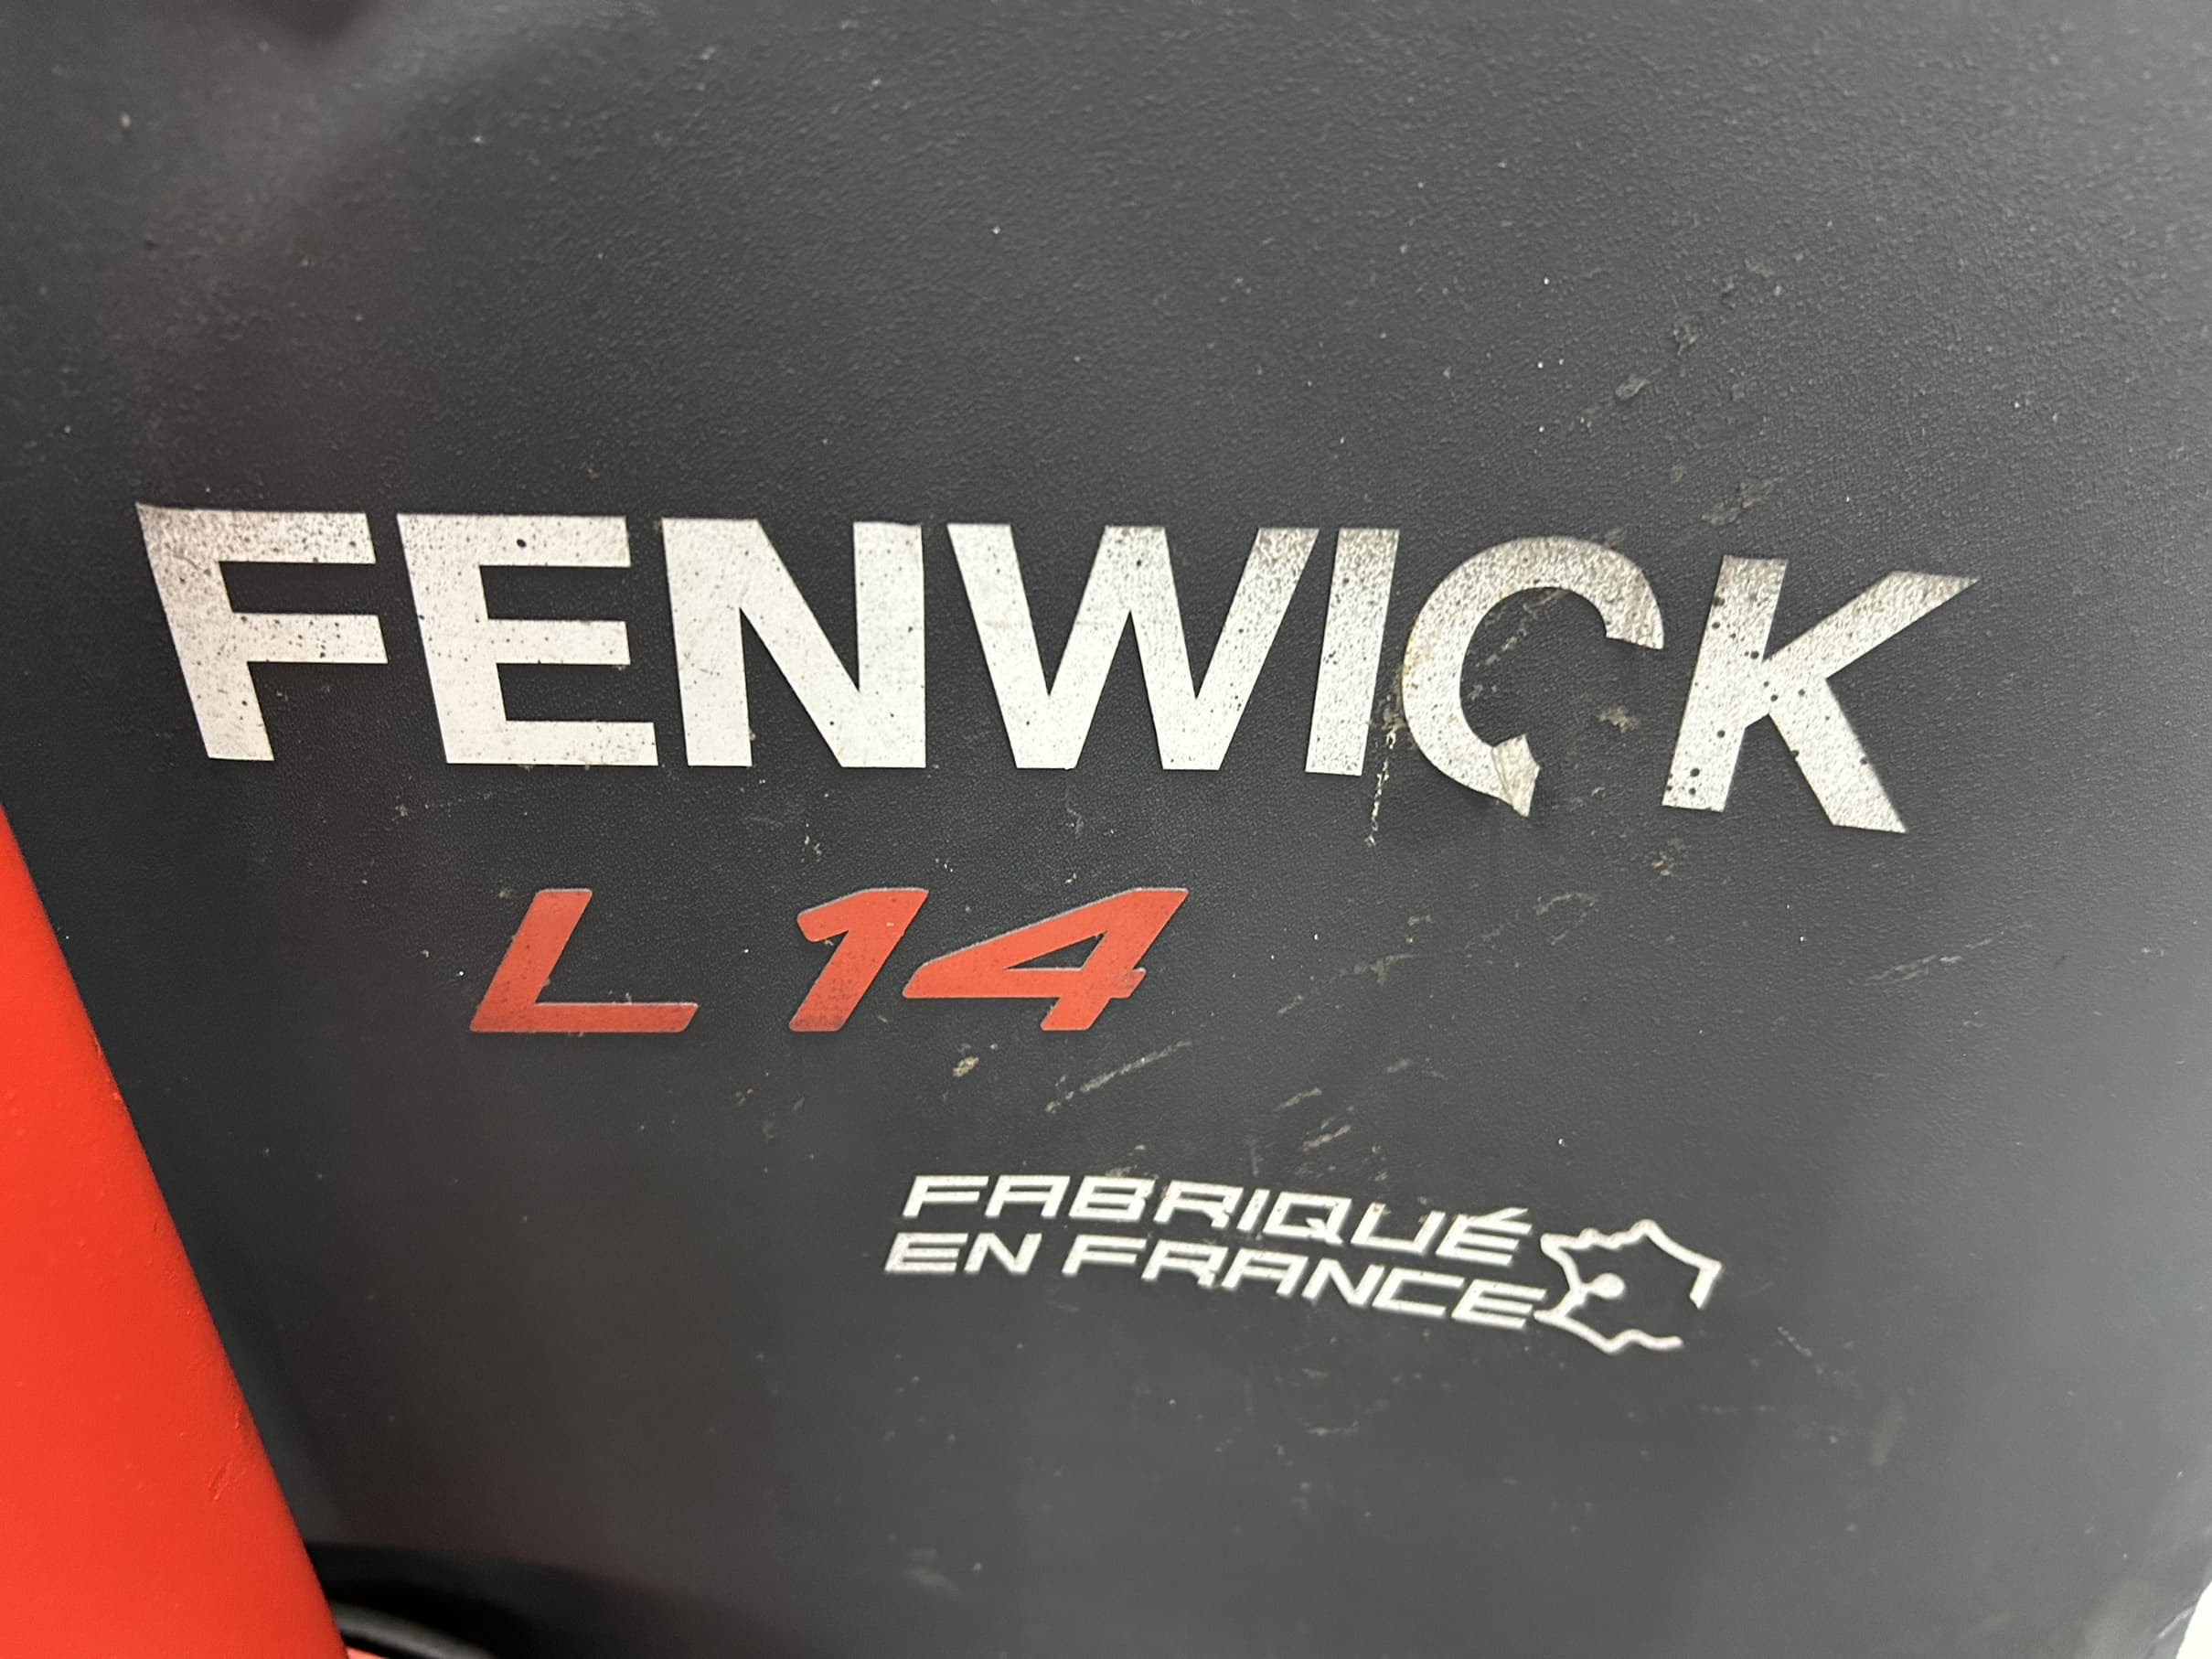 FENWICK
L 14
FABRIQUÉ
EN FRANCE